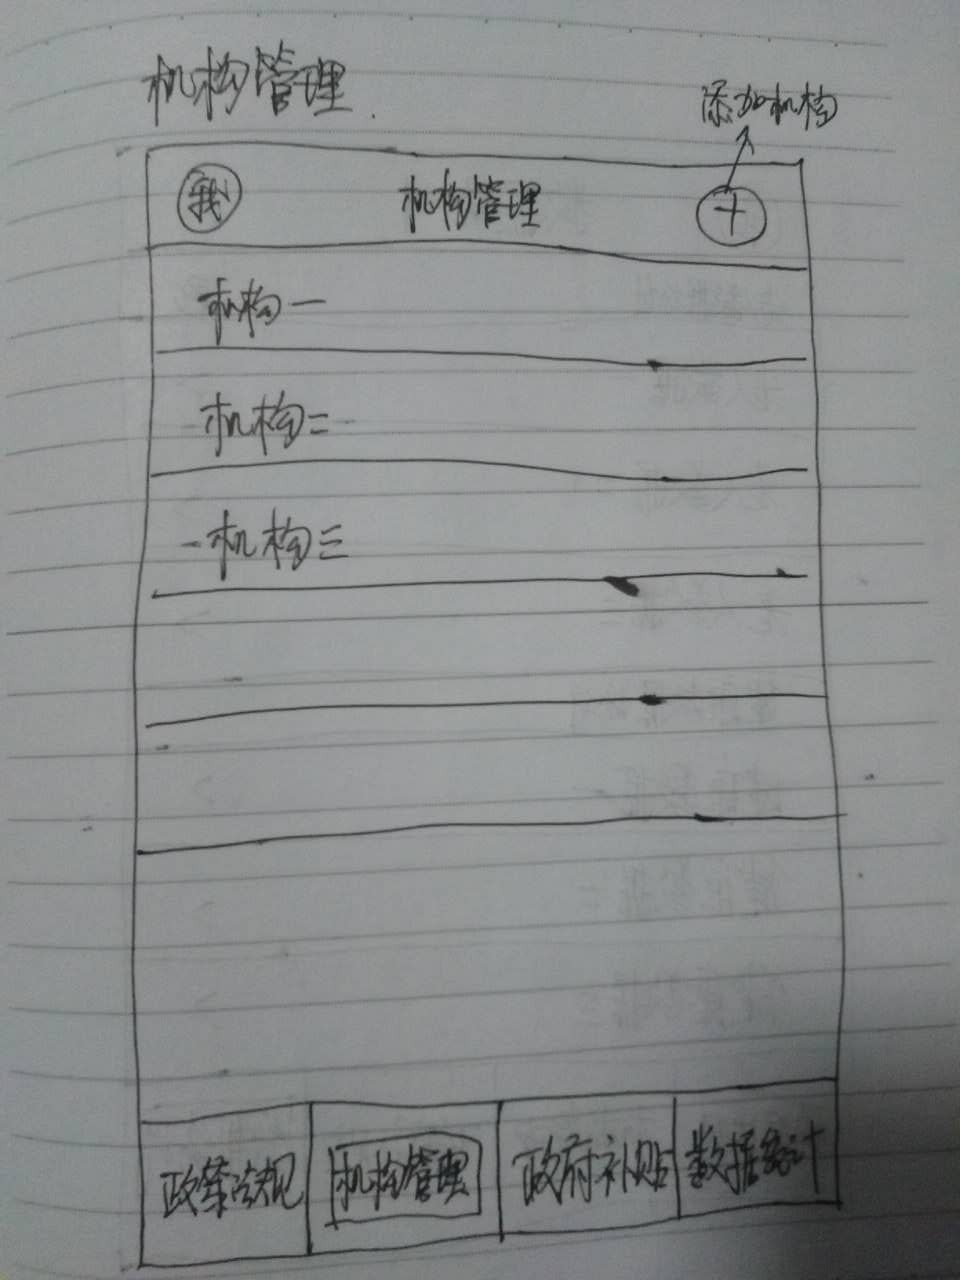 机构管理
添加机构
我 机构管理 +
机构一
机构二
机构三
政策法规 机构管理 政府补贴 数据统计